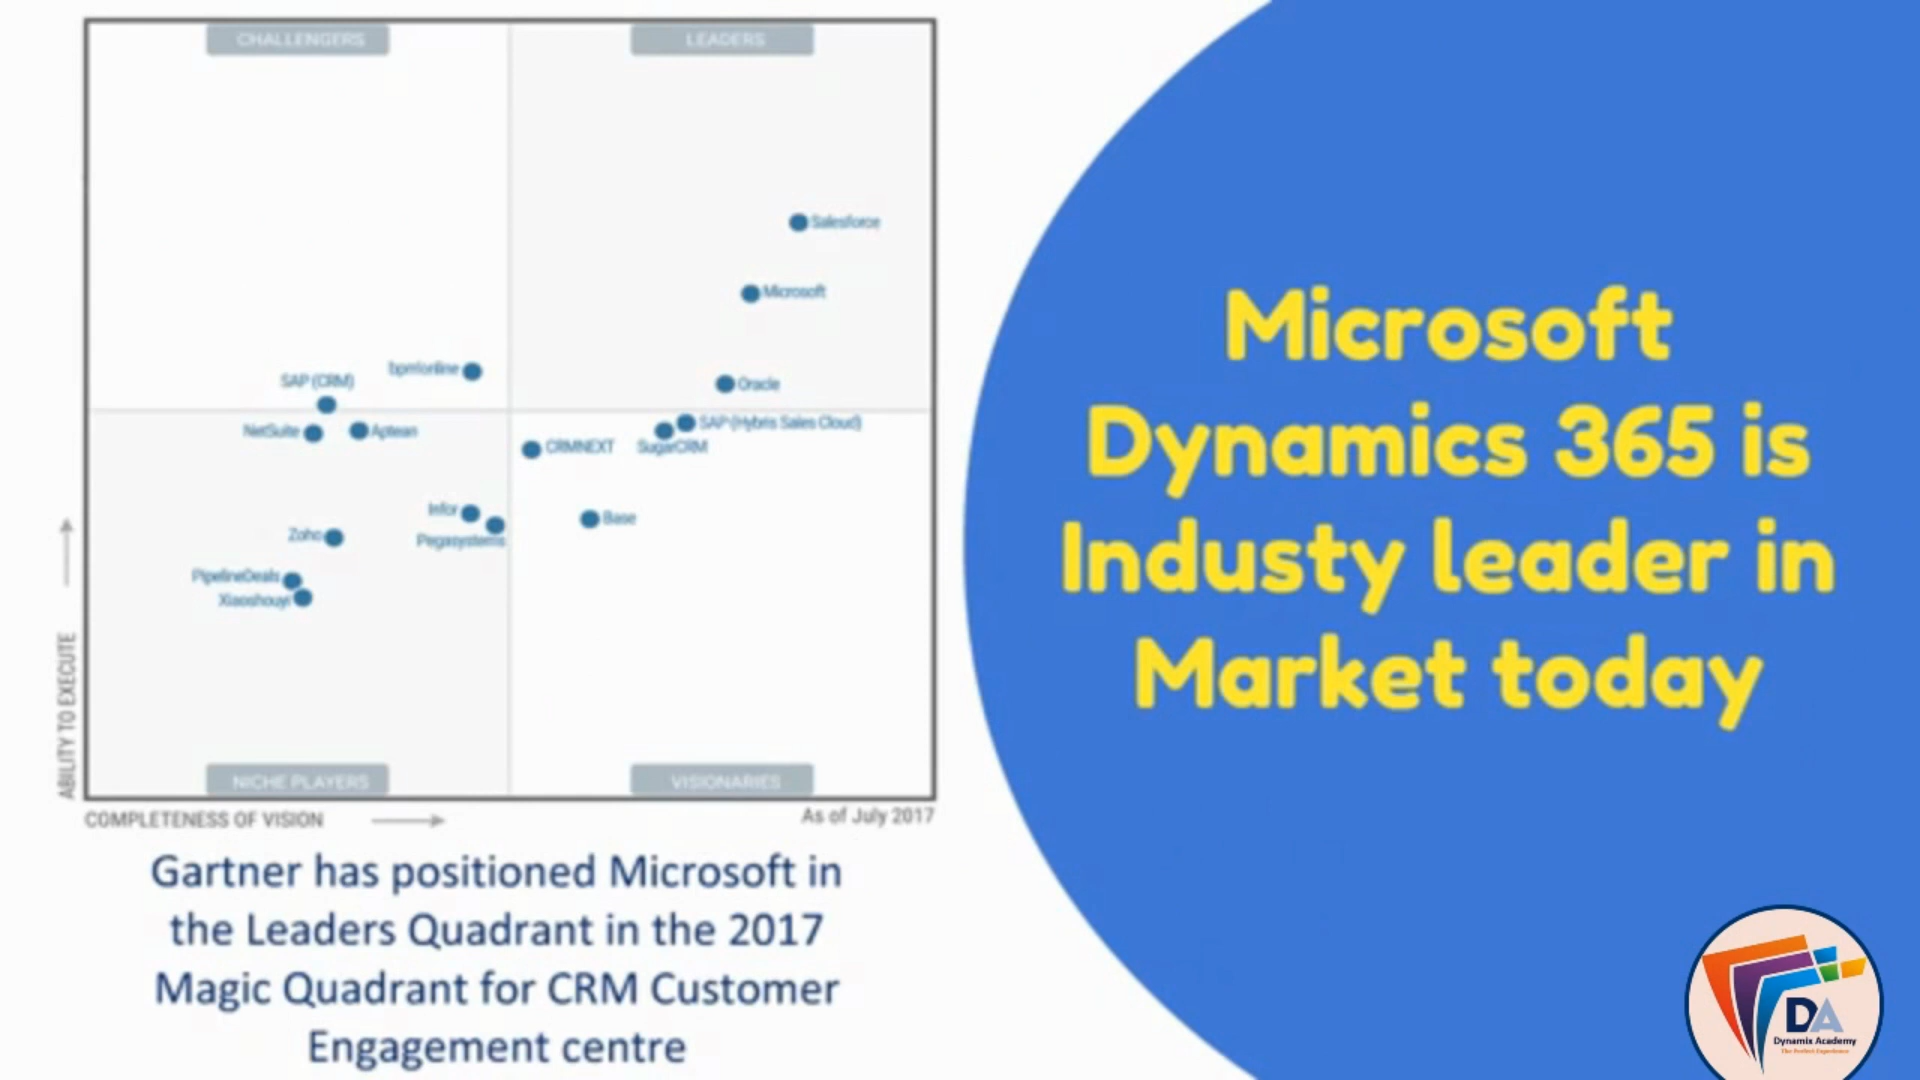 CHALLENGERS
LEADERS
Salesforce
Microsoft
bpm'online
SAP (CRM)
Oracle
NetSuite
Aptean
SAP (Hybris Sales Cloud)
CRMNEXT
SugarCRM
Infor
Base
Zoho
Pegasystems
PipelineDeals
Xiaoshouyi
ABILITY TO EXECUTE
NICHE PLAYERS
VISIONARIES
COMPLETENESS OF VISION
As of July 2017
Gartner has positioned Microsoft in
the Leaders Quadrant in the 2017
Magic Quadrant for CRM Customer
Engagement centre
Microsoft
Dynamics 365 is
Industy leader in
Market today
DA
Dynamix Academy
The Perfect Experience